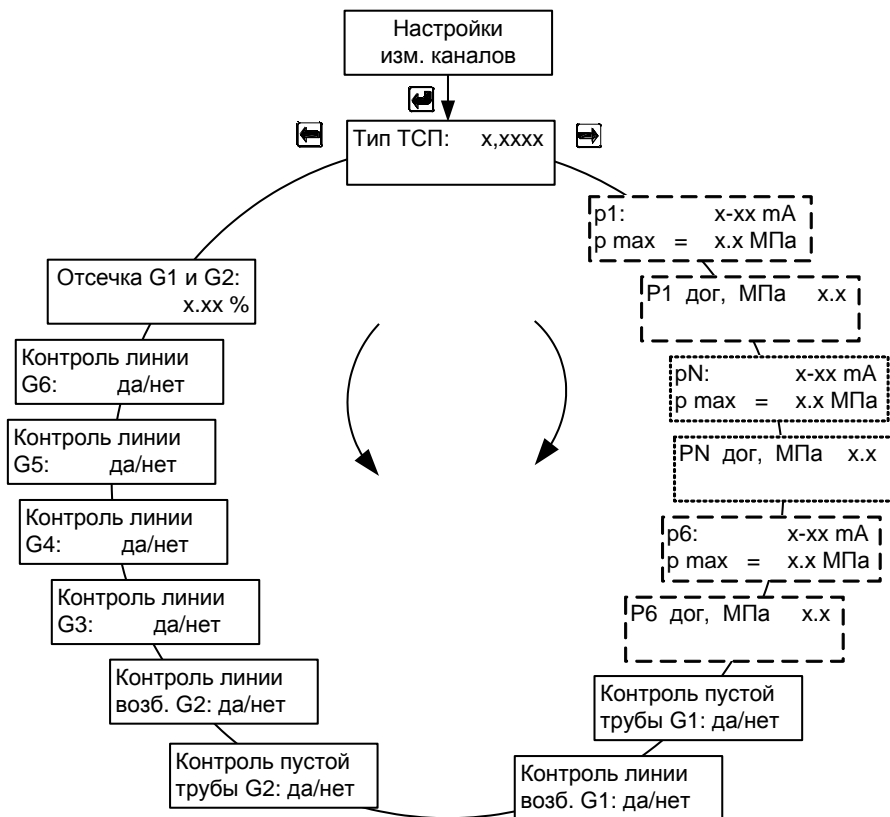 Настройки
изм. каналов
Тип ТСП: x,xxxx
p1: x-xx mA
p max = x.x МПа
P1 дог, МПа x.x
pN: x-xx mA
p max = x.x МПа
PN дог, МПа x.x
p6: x-xx mA
p max = x.x МПа
P6 дог, МПа x.x
Контроль пустой
трубы G1: да/нет
Контроль линии
возб. G1: да/нет
Контроль пустой
трубы G2: да/нет
Контроль линии
возб. G2: да/нет
Контроль линии
G3: да/нет
Контроль линии
G4: да/нет
Контроль линии
G5: да/нет
Контроль линии
G6: да/нет
Отсечка G1 и G2:
x.xx %